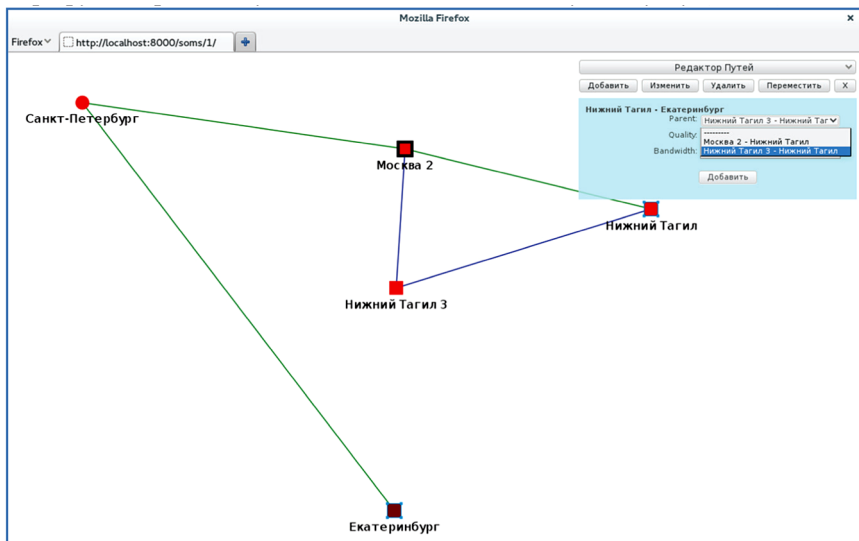 Mozilla Firefox
Firefox
http://localhost:8000/soms/1/
Редактор Путей
Добавить Изменить Удалить Переместить X
Нижний Тагил - Екатеринбург
Parent: Нижний Тагил 3 - Нижний Таг
Quality: ---------
Москва 2 - Нижний Тагил
Bandwidth: Нижний Тагил 3 - Нижний Тагил
Добавить
Санкт-Петербург
Москва 2
Нижний Тагил
Нижний Тагил 3
Екатеринбург